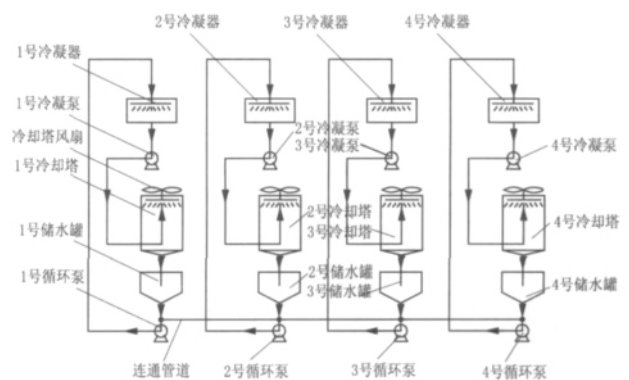 2号冷凝器
3号冷凝器
4号冷凝器
1号冷凝器
1号冷凝泵
2号冷凝泵
3号冷凝泵
4号冷凝泵
冷却塔风扇
1号冷却塔
2号冷却塔
3号冷却塔
4号冷却塔
1号储水罐
2号储水罐
3号储水罐
4号储水罐
1号循环泵
连通管道
2号循环泵
3号循环泵
4号循环泵